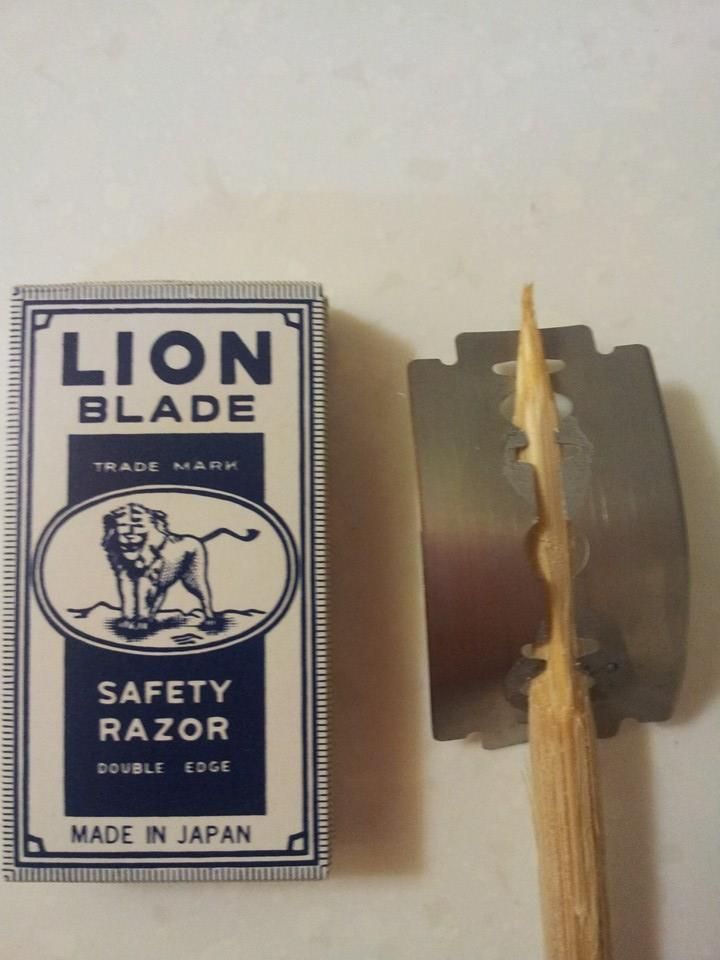 LION
BLADE
TRADE MARK
SAFETY
RAZOR
DOUBLE EDGE
MADE IN JAPAN